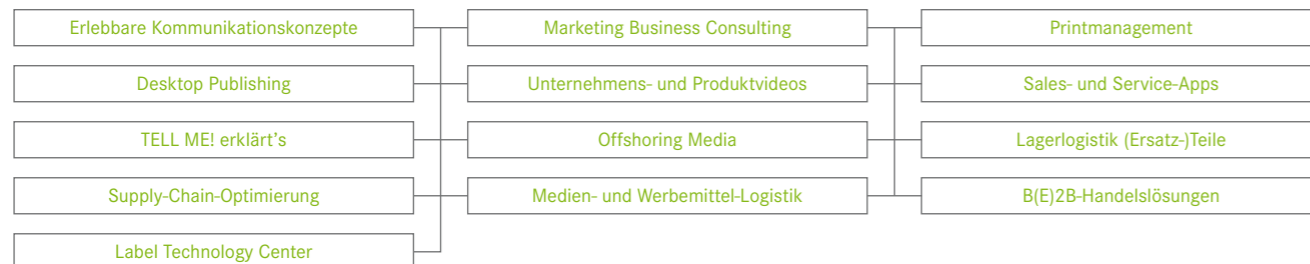 Erlebbare Kommunikationskonzepte
Marketing Business Consulting
Printmanagement
Desktop Publishing
Unternehmens- und Produktvideos
Sales- und Service-Apps
TELL ME! erklärt's
Offshoring Media
Lagerlogistik (Ersatz-)Teile
Supply-Chain-Optimierung
Medien- und Werbemittel-Logistik
B(E)2B-Handelslösungen
Label Technology Center